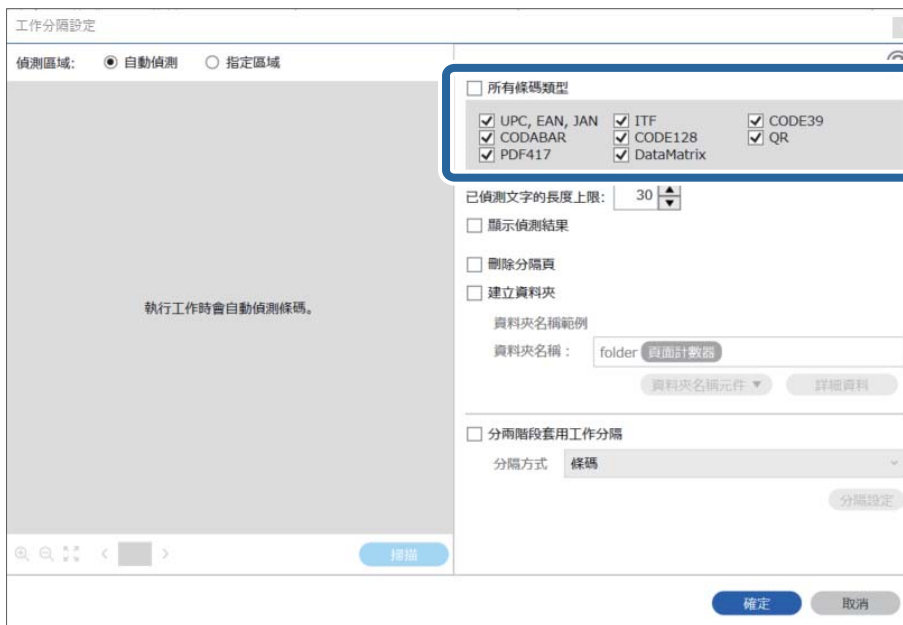 工作分隔設定
偵測區域: 自動偵測 指定區域
所有條碼類型
UPC, EAN, JAN ITF CODE39
CODABAR CODE128 QR
PDF417 DataMatrix
已偵測文字的長度上限: 30
顯示偵測結果
刪除分隔頁
建立資料夾
執行工作時會自動偵測條碼。
資料夾名稱範例
資料夾名稱： folder 頁面計數器
資料夾名稱元件 詳細資料
分兩階段套用工作分隔
分隔方式 條碼
分隔設定
掃描
確定 取消